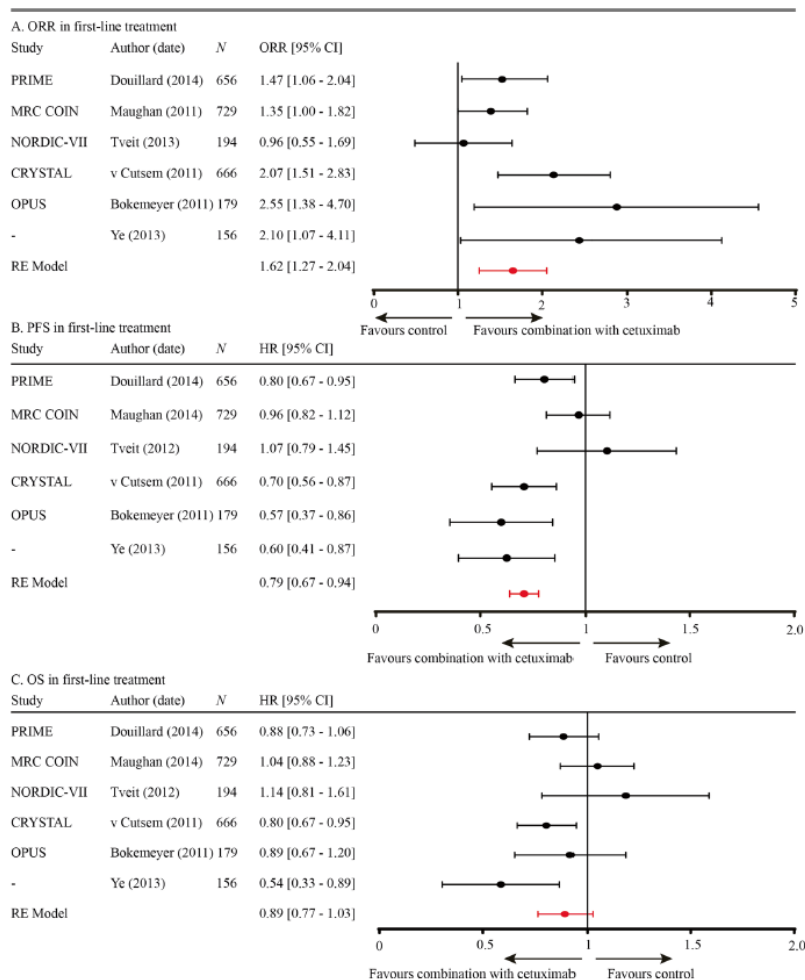 A. ORR in first-line treatment
Study Author (date) N ORR [95% CI]
PRIME Douillard (2014) 656 1.47 [1.06 - 2.04]
MRC COIN Maughan (2011) 729 1.35 [1.00 - 1.82]
NORDIC-VII Tveit (2013) 194 0.96 [0.55 - 1.69]
CRYSTAL v Cutsem (2011) 666 2.07 [1.51 - 2.83]
OPUS Bokemeyer (2011) 179 2.55 [1.38 - 4.70]
- Ye (2013) 156 2.10 [1.07 - 4.11]
RE Model 1.62 [1.27 - 2.04]
0 1 2 3 4 5
Favours control Favours combination with cetuximab
B. PFS in first-line treatment
Study Author (date) N HR [95% CI]
PRIME Douillard (2014) 656 0.80 [0.67 - 0.95]
MRC COIN Maughan (2014) 729 0.96 [0.82 - 1.12]
NORDIC-VII Tveit (2012) 194 1.07 [0.79 - 1.45]
CRYSTAL v Cutsem (2011) 666 0.70 [0.56 - 0.87]
OPUS Bokemeyer (2011) 179 0.57 [0.37 - 0.86]
- Ye (2013) 156 0.60 [0.41 - 0.87]
RE Model 0.79 [0.67 - 0.94]
0 0.5 1 1.5 2.0
Favours combination with cetuximab Favours control
C. OS in first-line treatment
Study Author (date) N HR [95% CI]
PRIME Douillard (2014) 656 0.88 [0.73 - 1.06]
MRC COIN Maughan (2014) 729 1.04 [0.88 - 1.23]
NORDIC-VII Tveit (2012) 194 1.14 [0.81 - 1.61]
CRYSTAL v Cutsem (2011) 666 0.80 [0.67 - 0.95]
OPUS Bokemeyer (2011) 179 0.89 [0.67 - 1.20]
- Ye (2013) 156 0.54 [0.33 - 0.89]
RE Model 0.89 [0.77 - 1.03]
0 0.5 1 1.5 2.0
Favours combination with cetuximab Favours control